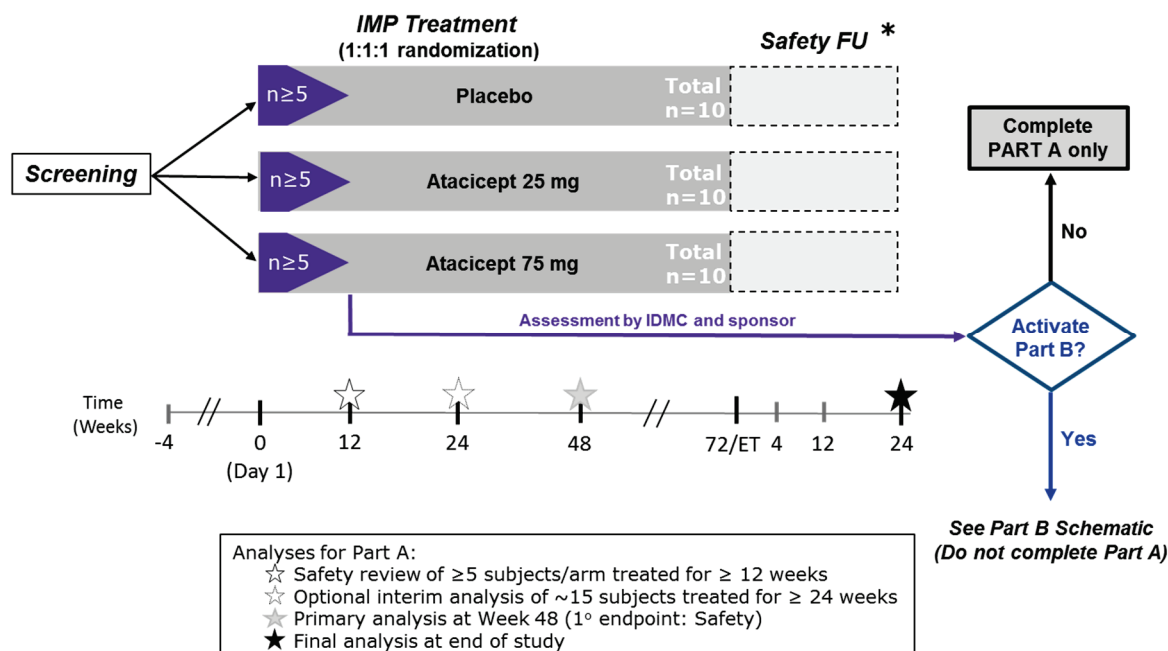 IMP Treatment
(1:1:1 randomization)
Safety FU *
Screening
n≥5
Placebo
Total
n=10
n≥5
Atacicept 25 mg
Total
n=10
n≥5
Atacicept 75 mg
Total
n=10
Assessment by IDMC and sponsor
Complete
PART A only
No
Activate
Part B?
Yes
See Part B Schematic
(Do not complete Part A)
Time
(Weeks)
-4
0
(Day 1)
12
24
48
72/ET
4
12
24
Analyses for Part A:
Safety review of ≥5 subjects/arm treated for ≥ 12 weeks
Optional interim analysis of ~15 subjects treated for ≥ 24 weeks
Primary analysis at Week 48 (1º endpoint: Safety)
Final analysis at end of study